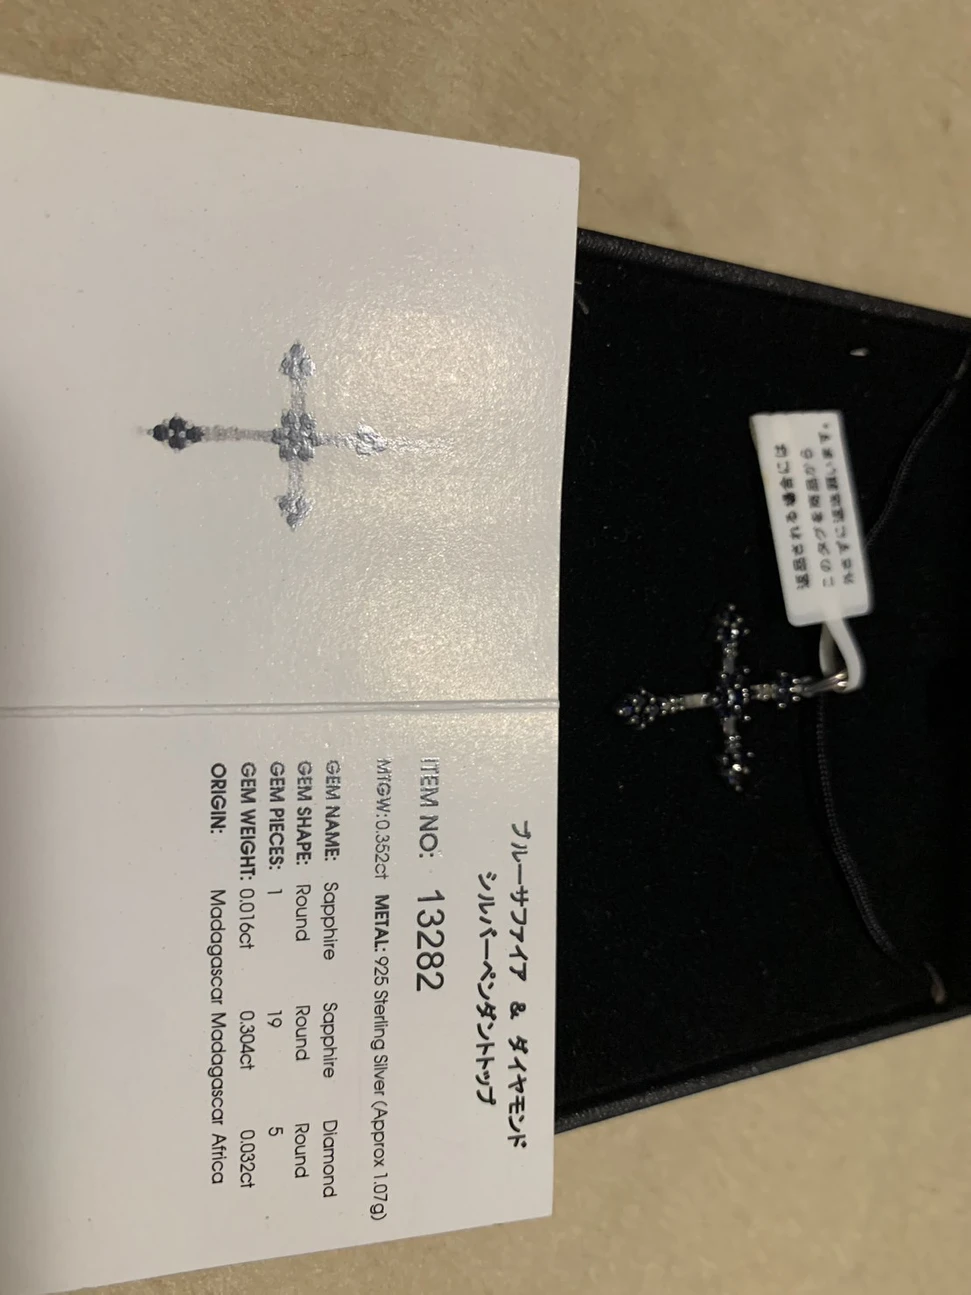 ブルーサファイア & ダイヤモンド
シルバーペンダントトップ
ITEM NO: 13282
MTGW:0.352ct METAL: 925 Sterling Silver (Approx 1.07g)
GEM NAME: Sapphire Sapphire Diamond
GEM SHAPE: Round Round Round
GEM PIECES: 1 19 5
GEM WEIGHT: 0.016ct 0.304ct 0.032ct
ORIGIN: Madagascar Madagascar Africa